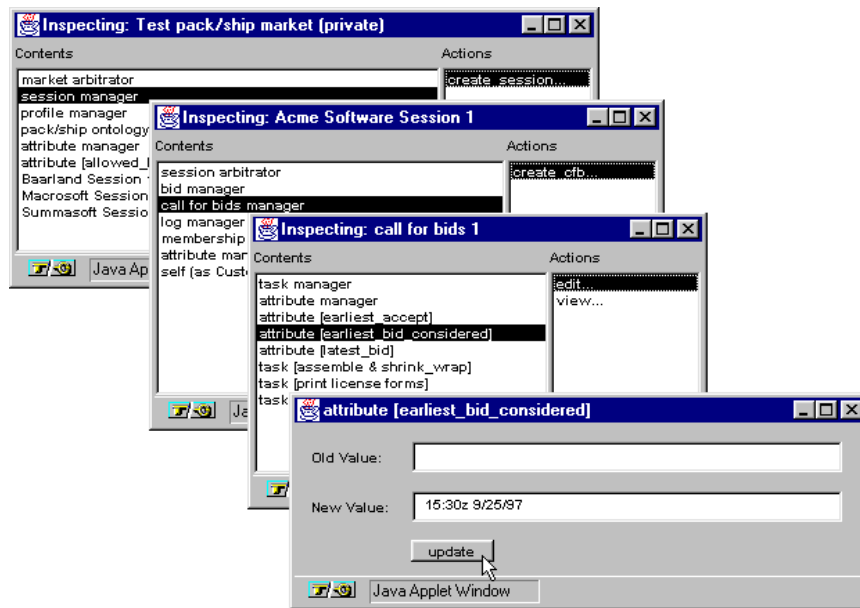 Inspecting: Test pack/ship market (private)
Contents
Actions
market arbitrator
session manager
profile manager
pack/ship ontology
attribute manager
attribute [allowed_
Baarland Session
Macrosoft Session
Summasoft Sessio
create_session...
Java Ap
Inspecting: Acme Software Session 1
Contents
Actions
session arbitrator
bid manager
call for bids manager
log manager
membership
attribute mar
self (as Cust
create_cfb...
Ja
Inspecting: call for bids 1
Contents
Actions
task manager
attribute manager
attribute [earliest_accept]
attribute [earliest_bid_considered]
attribute [latest_bid]
task [assemble & shrink_wrap]
task [print license forms]
task
edit...
view...
attribute [earliest_bid_considered]
Old Value:
New Value:
15:30z 9/25/97
update
Java Applet Window